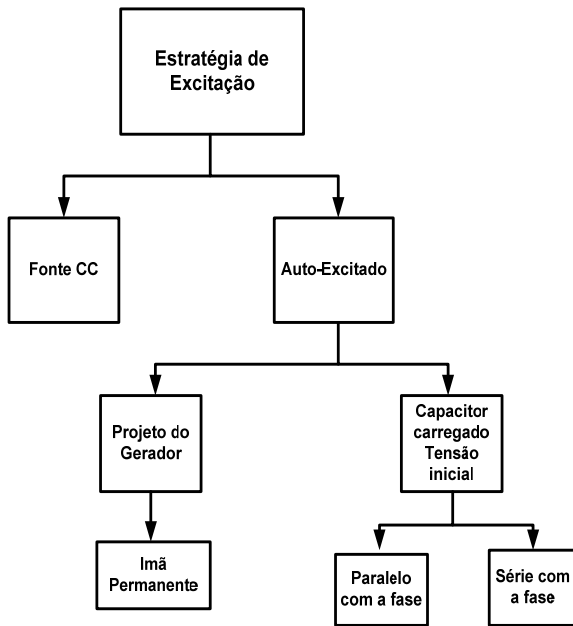 Estratégia de
Excitação
Fonte CC
Auto-Excitado
Projeto do
Gerador
Capacitor
carregado
Tensão
inicial
Imã
Permanente
Paralelo
com a fase
Série com
a fase